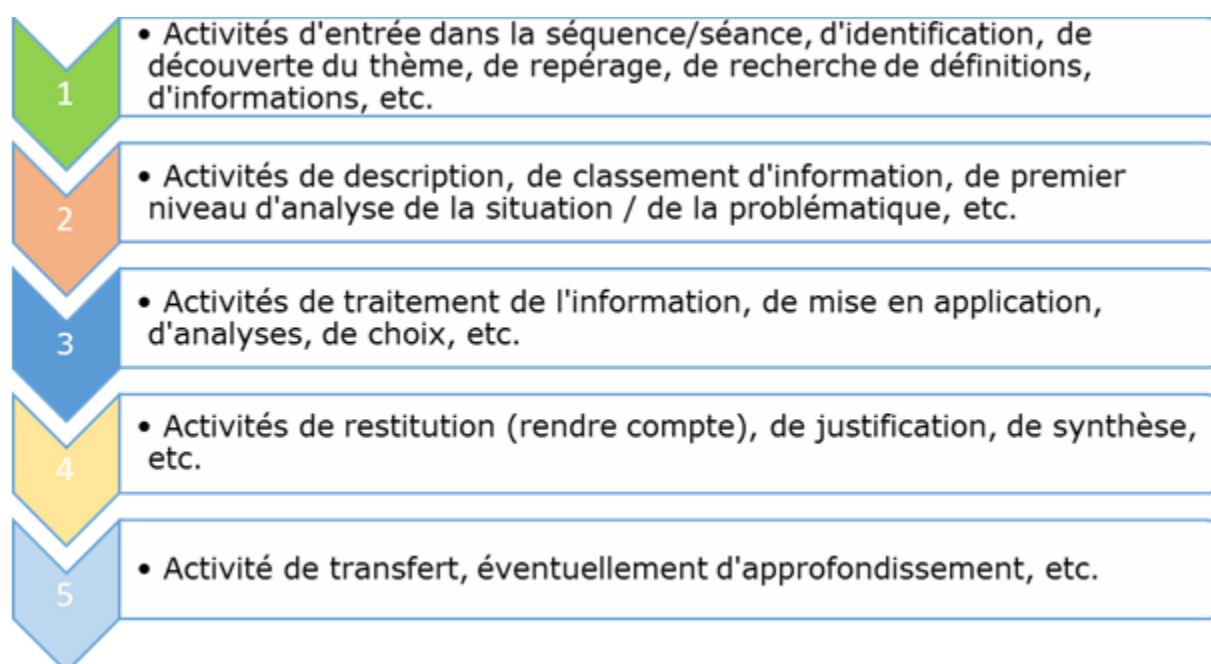 • Activités d'entrée dans la séquence/séance, d'identification, de
découverte du thème, de repérage, de recherche de définitions,
d'informations, etc.
1
• Activités de description, de classement d'information, de premier
niveau d'analyse de la situation / de la problématique, etc.
2
• Activités de traitement de l'information, de mise en application,
d'analyses, de choix, etc.
3
• Activités de restitution (rendre compte), de justification, de synthèse,
etc.
4
• Activité de transfert, éventuellement d'approfondissement, etc.
5